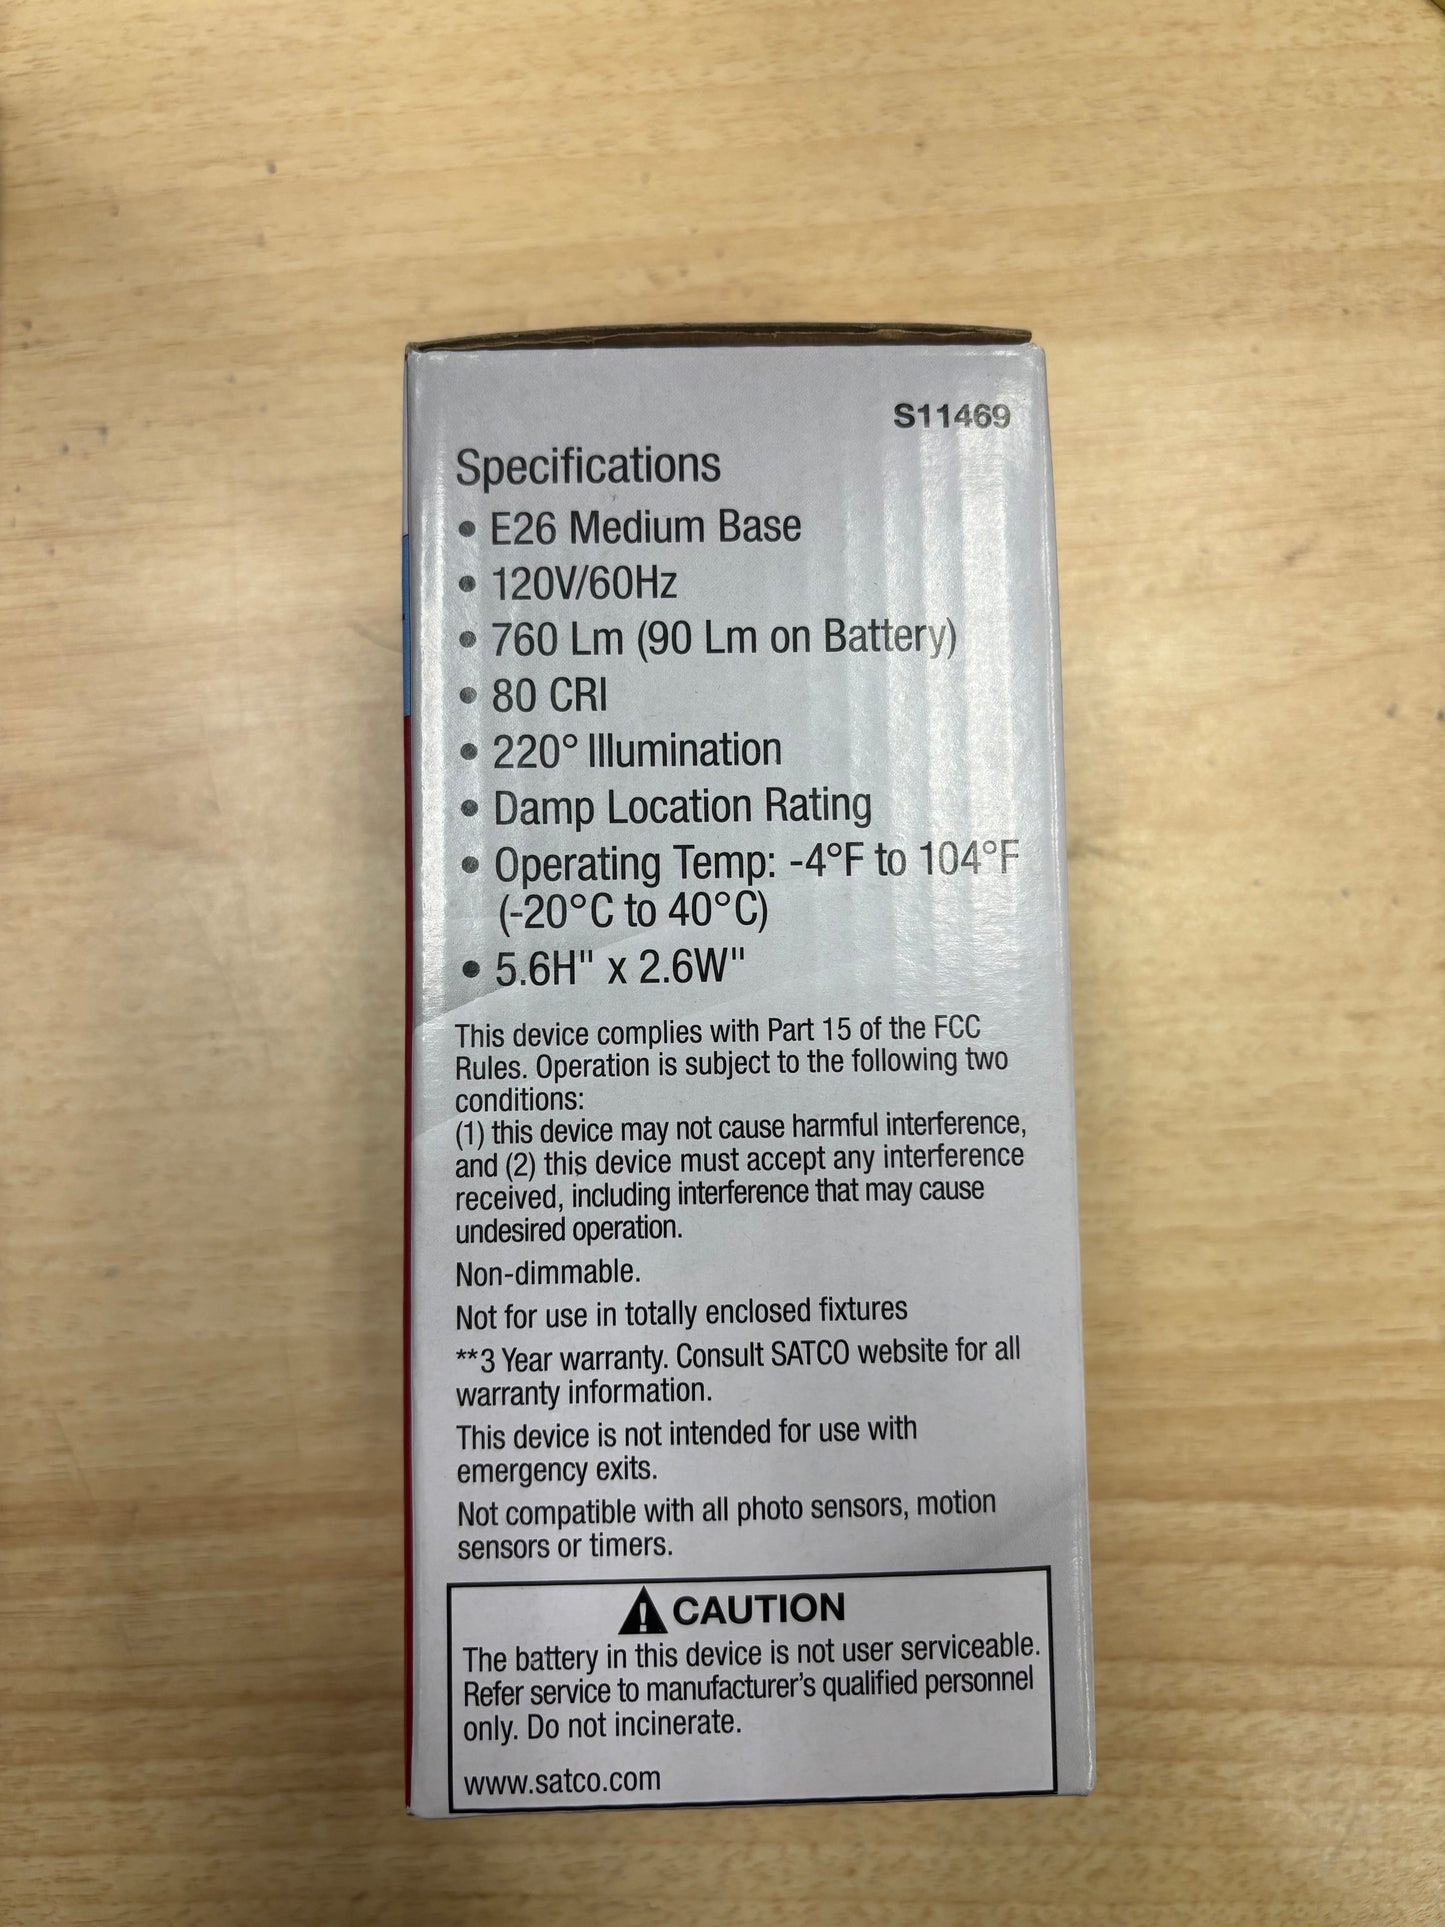 S11469
Specifications
• E26 Medium Base
• 120V/60Hz
• 760 Lm (90 Lm on Battery)
• 80 CRI
• 220° Illumination
• Damp Location Rating
• Operating Temp: -4°F to 104°F
(-20°C to 40°C)
• 5.6H" x 2.6W"
This device complies with Part 15 of the FCC
Rules. Operation is subject to the following two
conditions:
(1) this device may not cause harmful interference,
and (2) this device must accept any interference
received, including interference that may cause
undesired operation.
Non-dimmable.
Not for use in totally enclosed fixtures
**3 Year warranty. Consult SATCO website for all
warranty information.
This device is not intended for use with
emergency exits.
Not compatible with all photo sensors, motion
sensors or timers.
CAUTION
The battery in this device is not user serviceable.
Refer service to manufacturer's qualified personnel
only. Do not incinerate.
www.satco.com